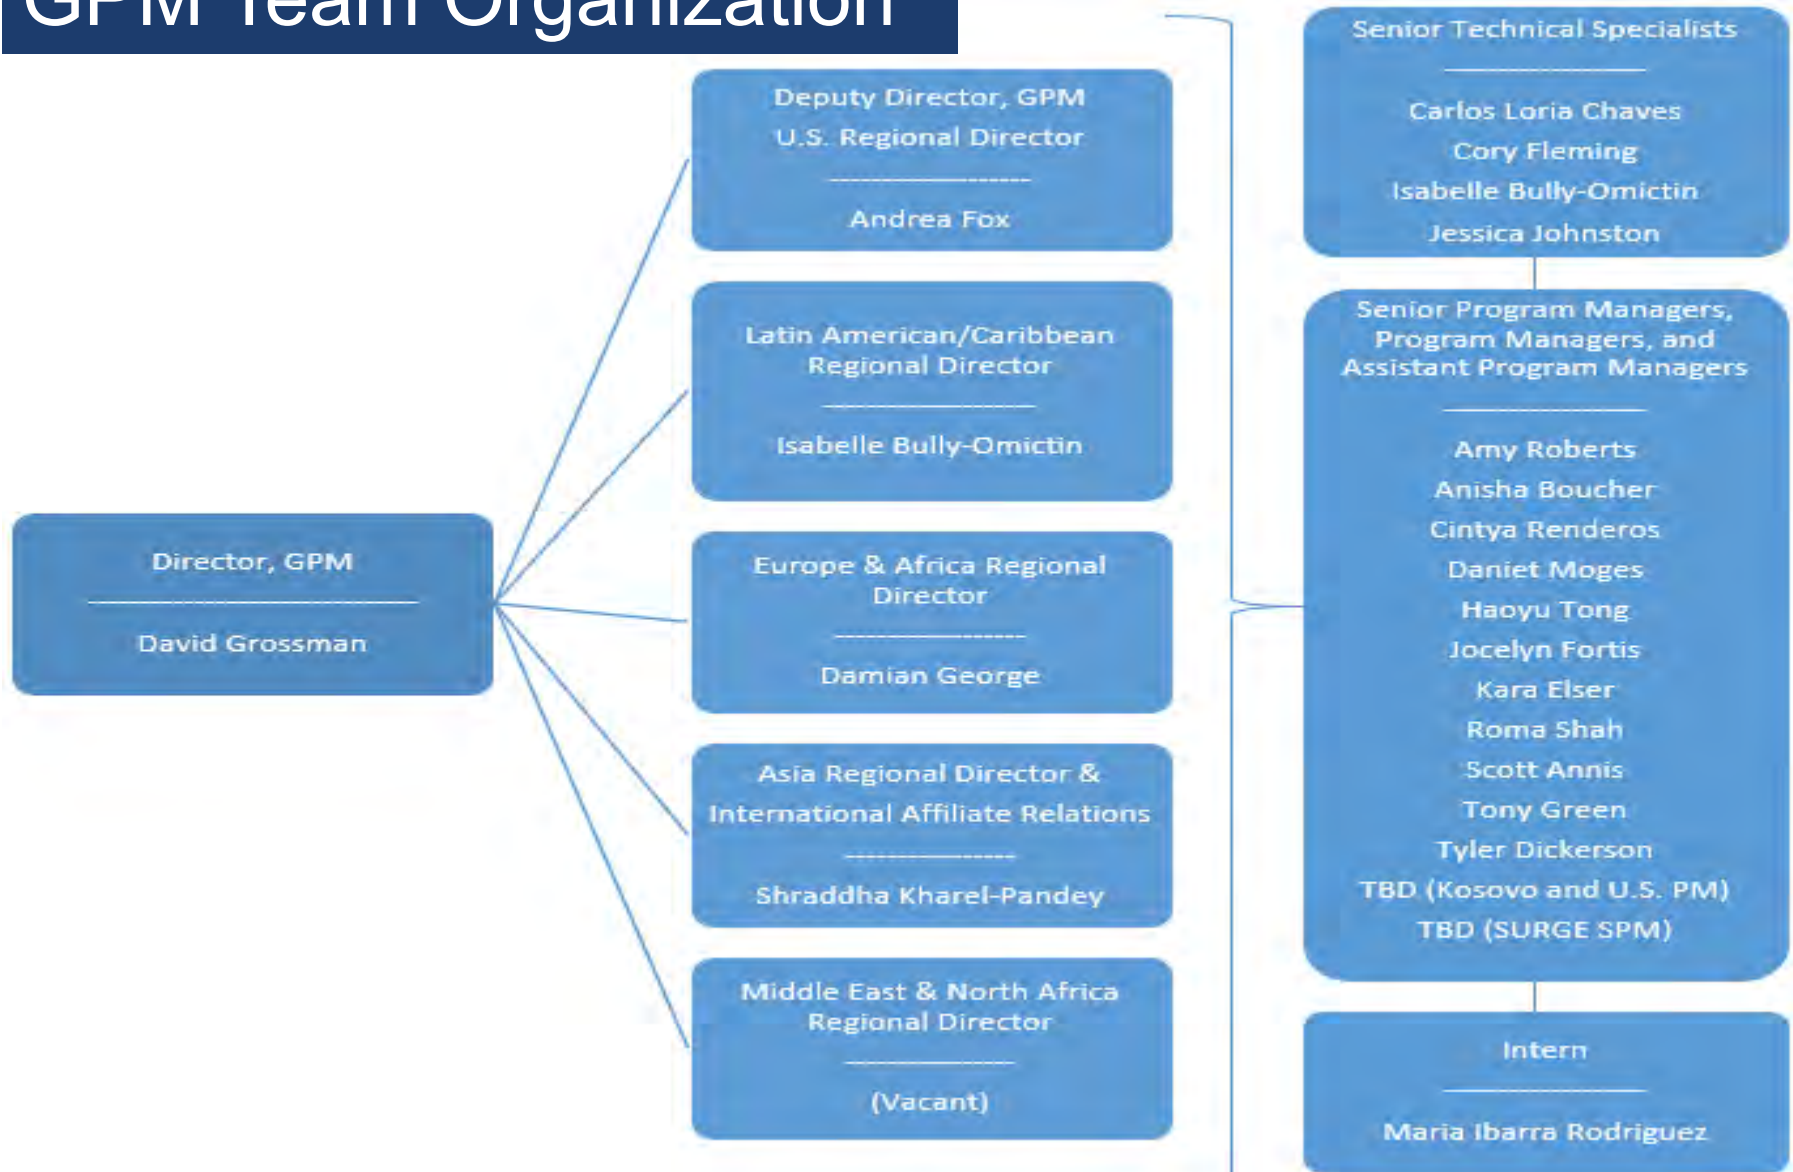 GPM Team Organization
Director, GPM
David Grossman
Deputy Director, GPM
U.S. Regional Director
Andrea Fox
Latin American/Caribbean
Regional Director
Isabelle Bully-Omictin
Europe & Africa Regional
Director
Damian George
Asia Regional Director &
International Affiliate Relations
Shraddha Kharel-Pandey
Middle East & North Africa
Regional Director
(Vacant)
Senior Technical Specialists
Carlos Loria Chaves
Cory Fleming
Isabelle Bully-Omictin
Jessica Johnston
Senior Program Managers,
Program Managers, and
Assistant Program Managers
Amy Roberts
Anisha Boucher
Cintya Renderos
Daniet Moges
Haoyu Tong
Jocelyn Fortis
Kara Elser
Roma Shah
Scott Annis
Tony Green
Tyler Dickerson
TBD (Kosovo and U.S. PM)
TBD (SURGE SPM)
Intern
Maria Ibarra Rodriguez